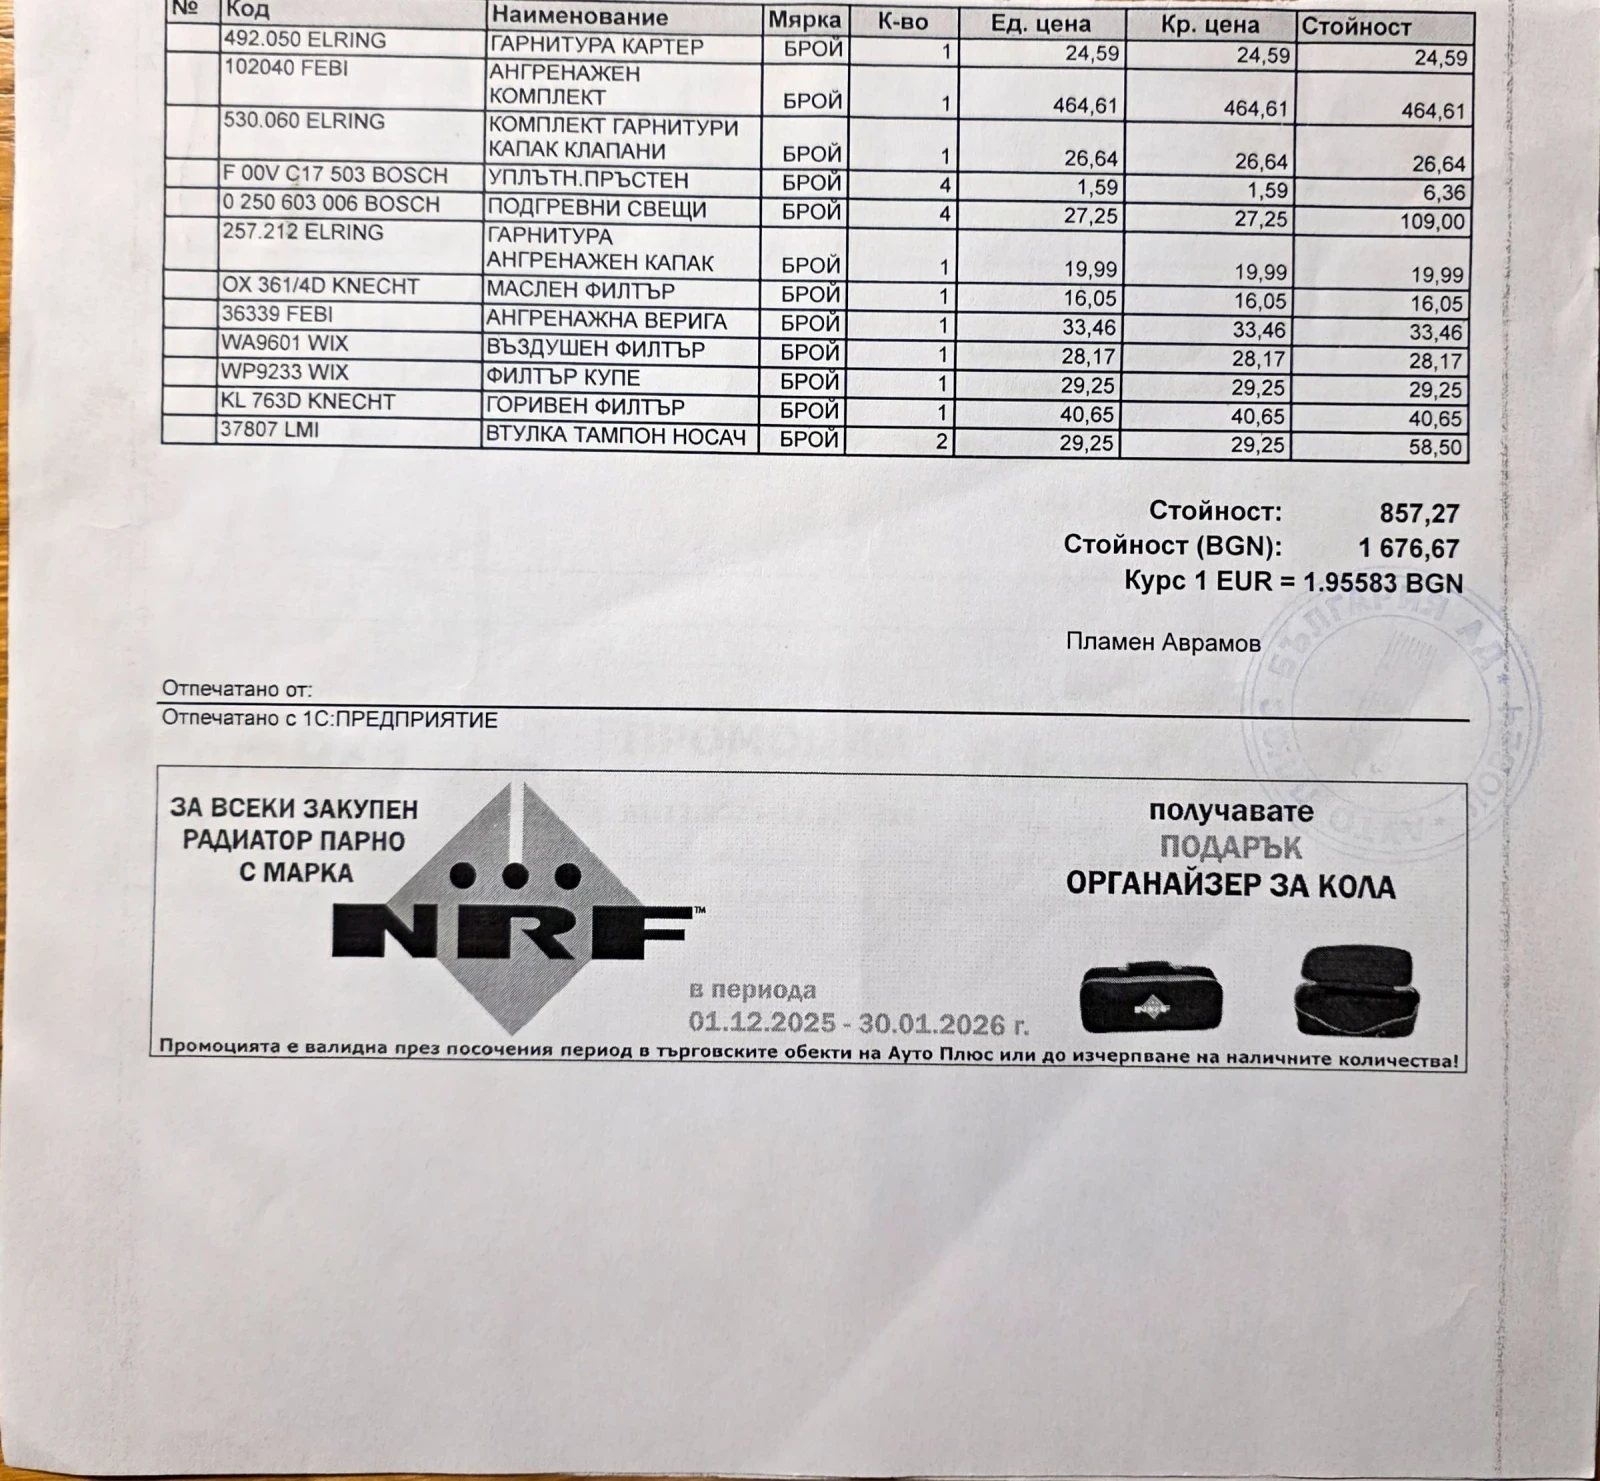 № Код Наименование Мярка К-во Ед. цена Кр. цена Стойност
492.050 ELRING ГАРНИТУРА КАРТЕР БРОЙ 1 24,59 24,59 24,59
102040 FEBI АНГРЕНАЖЕН
КОМПЛЕКТ БРОЙ 1 464,61 464,61 464,61
530.060 ELRING КОМПЛЕКТ ГАРНИТУРИ
КАПАК КЛАПАНИ БРОЙ 1 26,64 26,64 26,64
F 00V C17 503 BOSCH УПЛЪТН.ПРЪСТЕН БРОЙ 4 1,59 1,59 6,36
0 250 603 006 BOSCH ПОДГРЕВНИ СВЕЩИ БРОЙ 4 27,25 27,25 109,00
257.212 ELRING ГАРНИТУРА
АНГРЕНАЖЕН КАПАК БРОЙ 1 19,99 19,99 19,99
OX 361/4D KNECHT МАСЛЕН ФИЛТЪР БРОЙ 1 16,05 16,05 16,05
36339 FEBI АНГРЕНАЖНА ВЕРИГА БРОЙ 1 33,46 33,46 33,46
WA9601 WIX ВЪЗДУШЕН ФИЛТЪР БРОЙ 1 28,17 28,17 28,17
WP9233 WIX ФИЛТЪР КУПЕ БРОЙ 1 29,25 29,25 29,25
KL 763D KNECHT ГОРИВЕН ФИЛТЪР БРОЙ 1 40,65 40,65 40,65
37807 LMI ВТУЛКА ТАМПОН НОСАЧ БРОЙ 2 29,25 29,25 58,50
Стойност: 857,27
Стойност (BGN): 1 676,67
Курс 1 EUR = 1.95583 BGN
Пламен Аврамов
Отпечатано от:
Отпечатано с 1С:ПРЕДПРИЯТИЕ
ЗА ВСЕКИ ЗАКУПЕН
РАДИАТОР ПАРНО
С МАРКА
NRF™
получавате
ПОДАРЪК
ОРГАНАЙЗЕР ЗА КОЛА
NRF
в периода
01.12.2025 - 30.01.2026 г.
Промоцията е валидна през посочения период в търговските обекти на Ауто Плюс или до изчерпване на наличните количества!